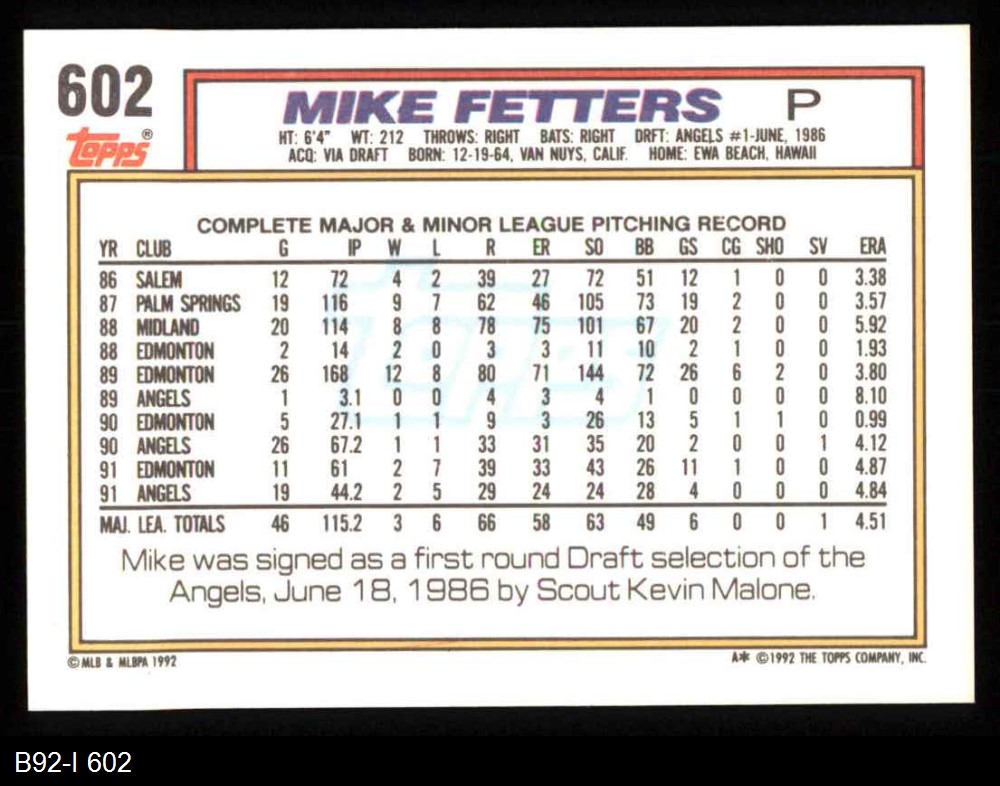 602
Topps®
MIKE FETTERS P
HT: 6'4" WT: 212 THROWS: RIGHT BATS: RIGHT DRFT: ANGELS #1-JUNE, 1986
ACQ: VIA DRAFT BORN: 12-19-64, VAN NUYS, CALIF. HOME: EWA BEACH, HAWAII
COMPLETE MAJOR & MINOR LEAGUE PITCHING RECORD
YR CLUB G IP W L R ER SO BB GS CG SHO SV ERA
86 SALEM 12 72 4 2 39 27 72 51 12 1 0 0 3.38
87 PALM SPRINGS 19 116 9 7 62 46 105 73 19 2 0 0 3.57
88 MIDLAND 20 114 8 8 78 75 101 67 20 2 0 0 5.92
88 EDMONTON 2 14 2 0 3 3 11 10 2 1 0 0 1.93
89 EDMONTON 26 168 12 8 80 71 144 72 26 6 2 0 3.80
89 ANGELS 1 3.1 0 0 4 3 4 1 0 0 0 0 8.10
90 EDMONTON 5 27.1 1 1 9 3 26 13 5 1 1 0 0.99
90 ANGELS 26 67.2 1 1 33 31 35 20 2 0 0 1 4.12
91 EDMONTON 11 61 2 7 39 33 43 26 11 1 0 0 4.87
91 ANGELS 19 44.2 2 5 29 24 24 28 4 0 0 0 4.84
MAJ. LEA. TOTALS 46 115.2 3 6 66 58 63 49 6 0 0 1 4.51
Mike was signed as a first round Draft selection of the
Angels, June 18, 1986 by Scout Kevin Malone.
© MLB & MLBPA 1992
A* © 1992 THE TOPPS COMPANY, INC.
B92-I 602